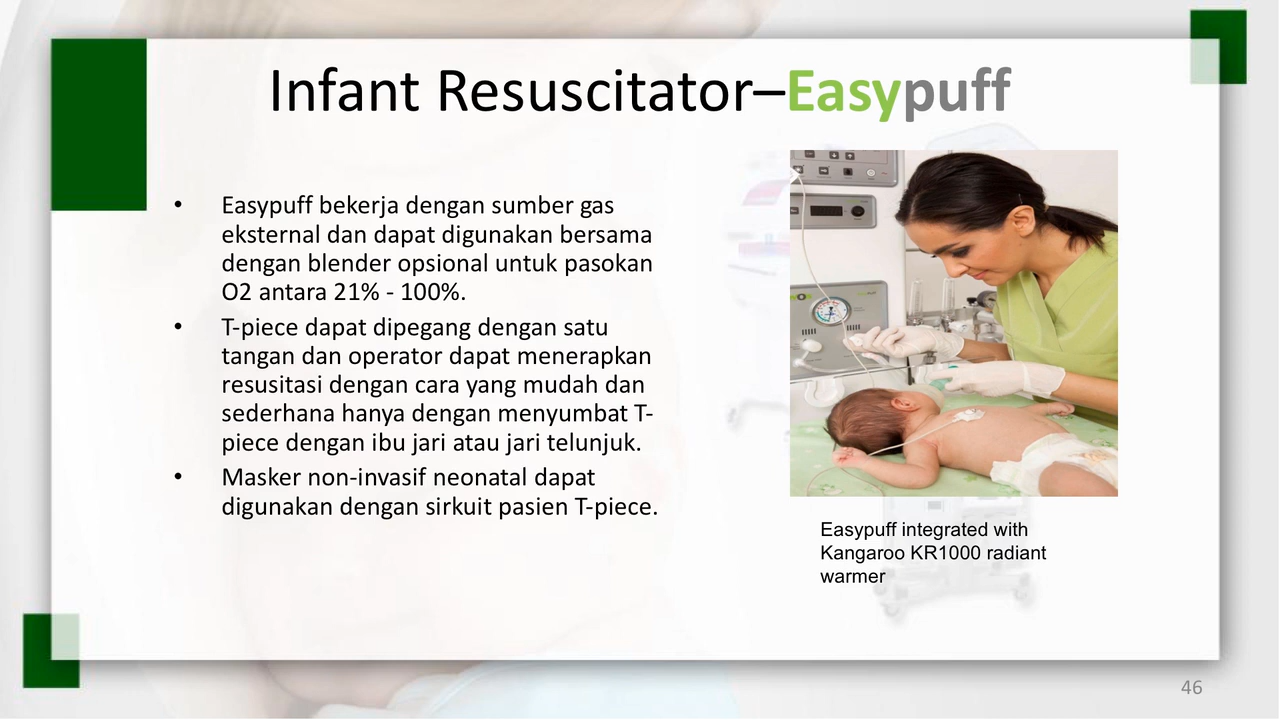 Infant Resuscitator–Easypuff
• Easypuff bekerja dengan sumber gas
eksternal dan dapat digunakan bersama
dengan blender opsional untuk pasokan
O2 antara 21% - 100%.
• T-piece dapat dipegang dengan satu
tangan dan operator dapat menerapkan
resusitasi dengan cara yang mudah dan
sederhana hanya dengan menyumbat T-
piece dengan ibu jari atau jari telunjuk.
• Masker non-invasif neonatal dapat
digunakan dengan sirkuit pasien T-piece.
Easypuff integrated with
Kangaroo KR1000 radiant
warmer
46